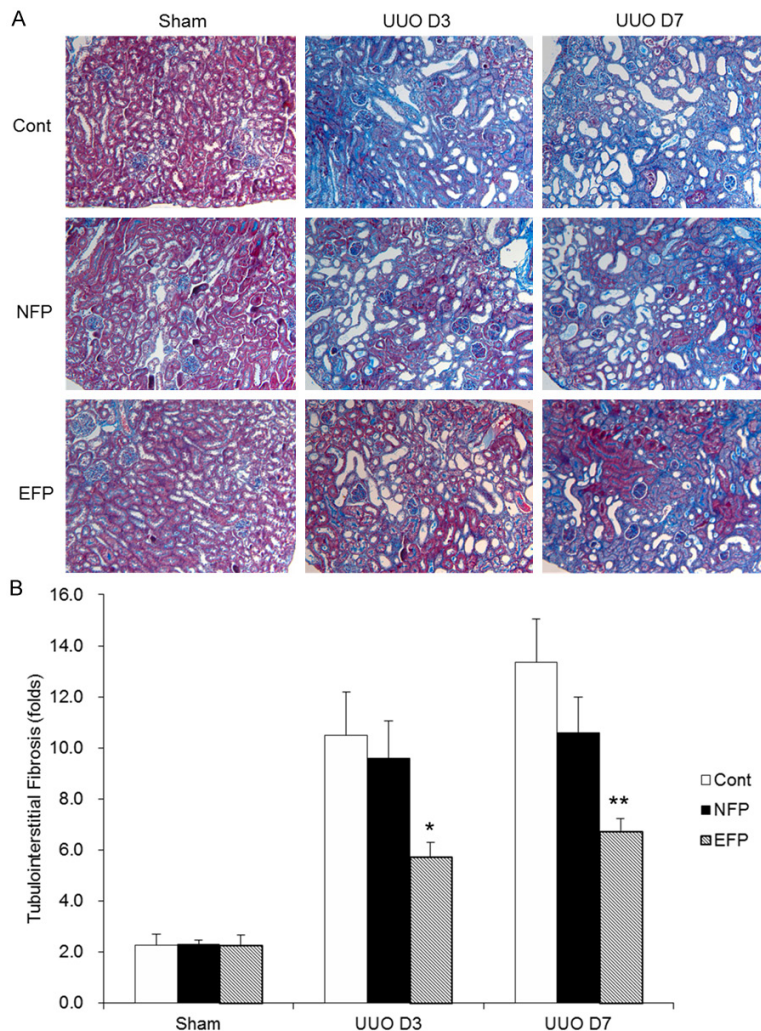 A
Sham
UUO D3
UUO D7
Cont
NFP
EFP
B
16.0
14.0
12.0
10.0
8.0
6.0
4.0
2.0
0.0
Tubulointerstitial Fibrosis (folds)
*
**
Cont
NFP
EFP
Sham
UUO D3
UUO D7